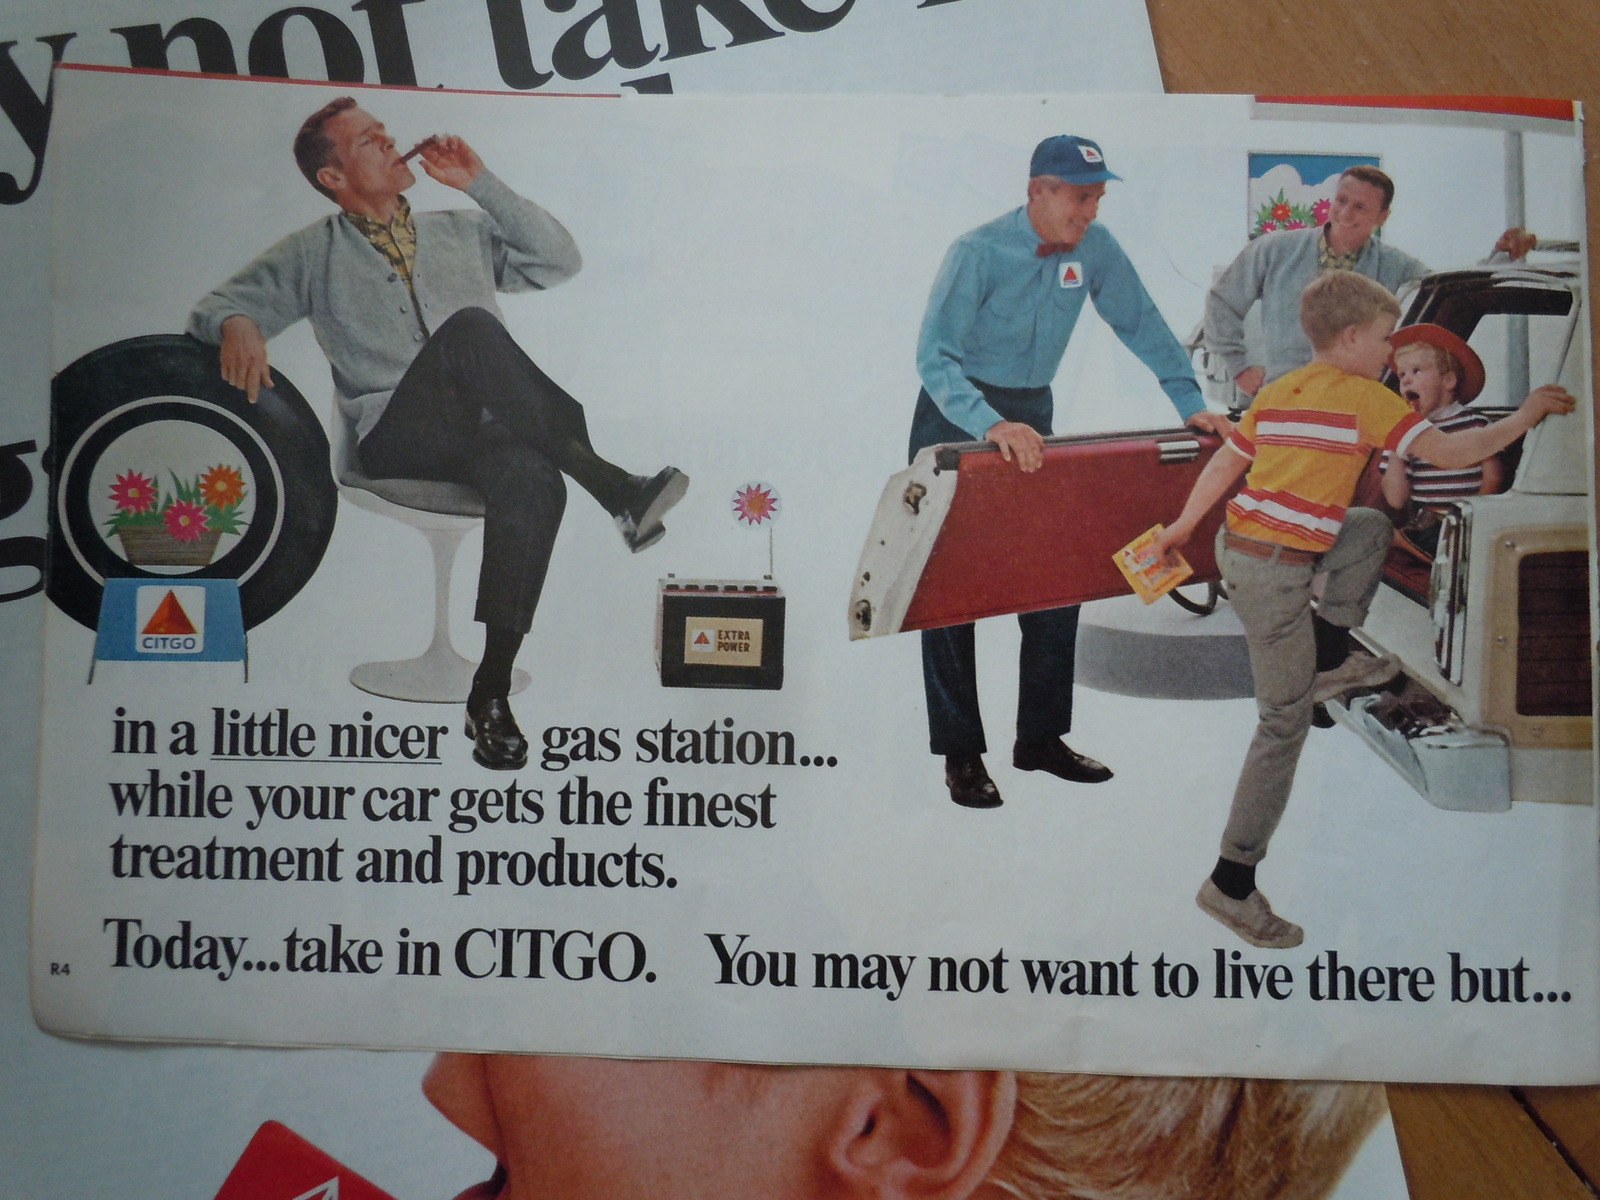 y not take
CITGO
EXTRA
POWER
in a little nicer gas station...
while your car gets the finest
treatment and products.
Today...take in CITGO. You may not want to live there but...
R4